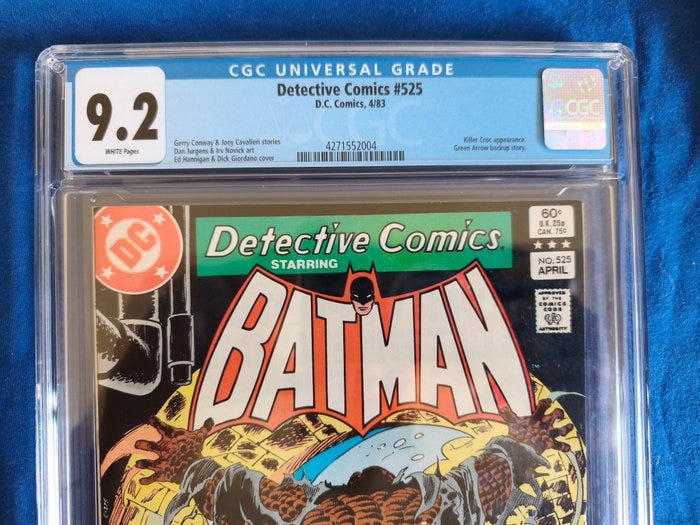 CGC UNIVERSAL GRADE
9.2
WHITE Pages
Detective Comics #525
D.C. Comics, 4/83
Gerry Conway & Joey Cavalieri stories
Dan Jurgens & Irv Novick art
Ed Hannigan & Dick Giordano cover
4271552004
Killer Croc appearance.
Green Arrow backup story.
CGC
CGC
DC
Detective Comics.
STARRING
BATMAN
TM
60¢
U.K. 25p
CAN. 75¢
NO. 525
APRIL
APPROVED
BY THE
COMICS
CODE
AUTHORITY